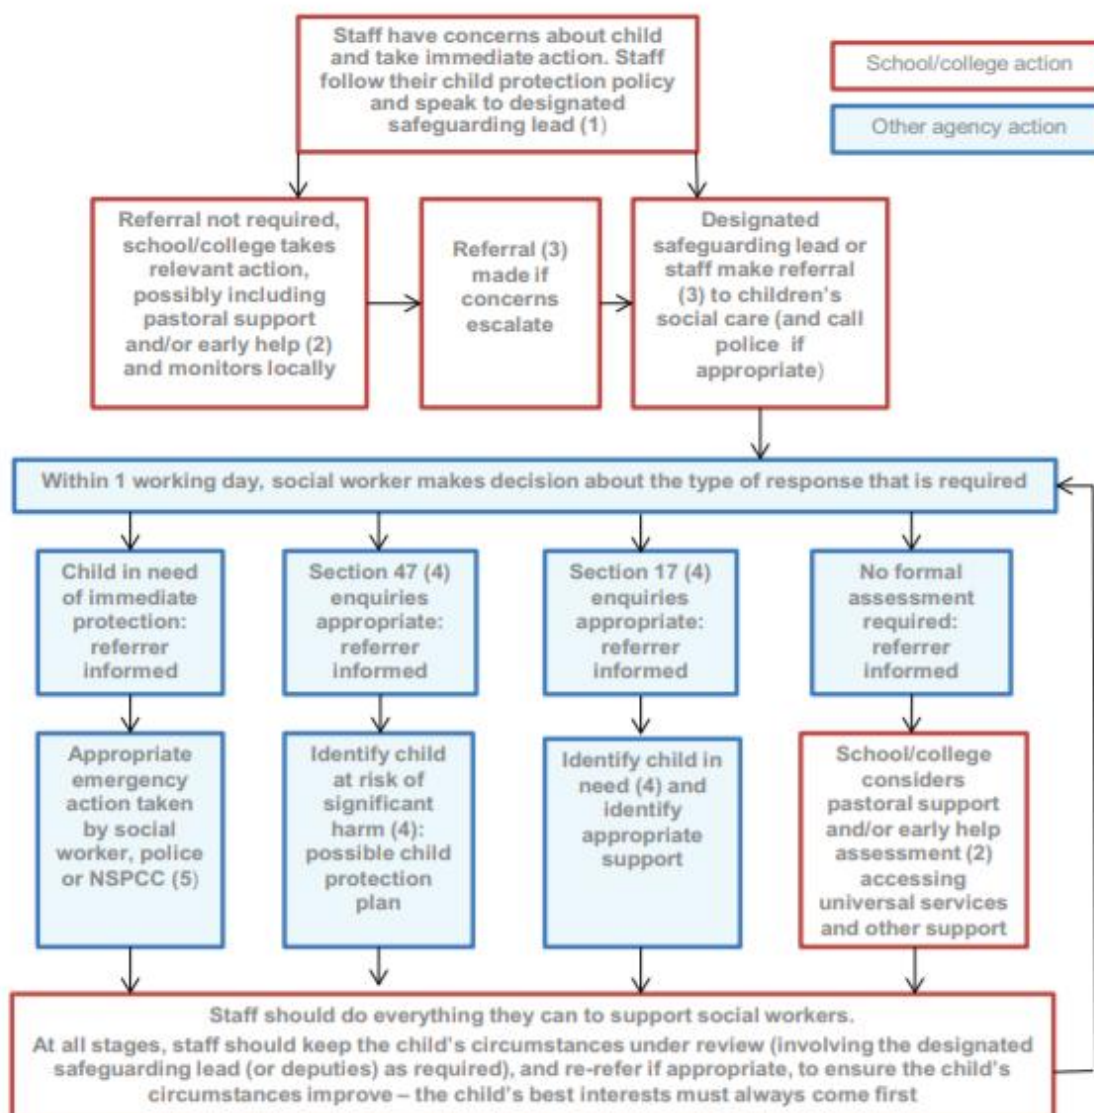 Staff have concerns about child
and take immediate action. Staff
follow their child protection policy
and speak to designated
safeguarding lead (1)
School/college action
Other agency action
Referral not required,
school/college takes
relevant action,
possibly including
pastoral support
and/or early help (2)
and monitors locally
Referral (3)
made if
concerns
escalate
Designated
safeguarding lead or
staff make referral
(3) to children's
social care (and call
police if
appropriate)
Within 1 working day, social worker makes decision about the type of response that is required
Child in need
of immediate
protection:
referrer
informed
Section 47 (4)
enquiries
appropriate:
referrer
informed
Section 17 (4)
enquiries
appropriate:
referrer
informed
No formal
assessment
required:
referrer
informed
Appropriate
emergency
action taken
by social
worker, police
or NSPCC (5)
Identify child
at risk of
significant
harm (4):
possible child
protection
plan
Identify child in
need (4) and
identify
appropriate
support
School/college
considers
pastoral support
and/or early help
assessment (2)
accessing
universal services
and other support
Staff should do everything they can to support social workers.
At all stages, staff should keep the child's circumstances under review (involving the designated
safeguarding lead (or deputies) as required), and re-refer if appropriate, to ensure the child's
circumstances improve – the child's best interests must always come first